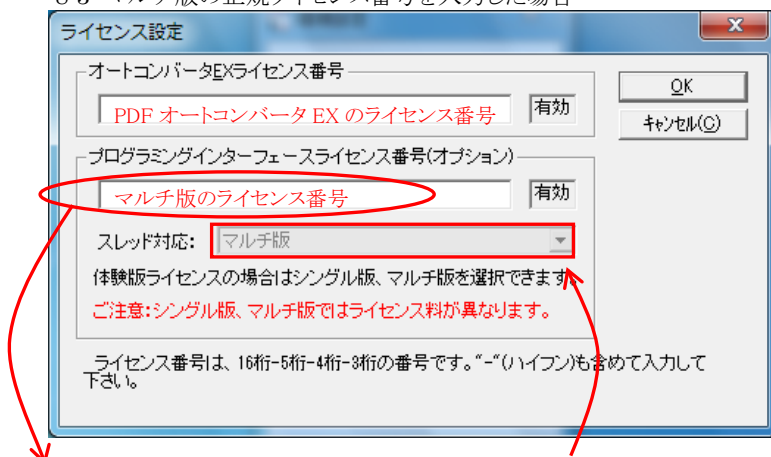 ライセンス設定
オートコンバータEXライセンス番号
PDF オートコンバータ EX のライセンス番号
有効
OK
キャンセル(C)
プログラミングインターフェースライセンス番号(オプション)
マルチ版のライセンス番号
有効
スレッド対応:
マルチ版
体験版ライセンスの場合はシングル版、マルチ版を選択できます。
ご注意:シングル版、マルチ版ではライセンス料が異なります。
ライセンス番号は、16桁-5桁-4桁-3桁の番号です。"-"(ハイフン)も含めて入力して
下さい。